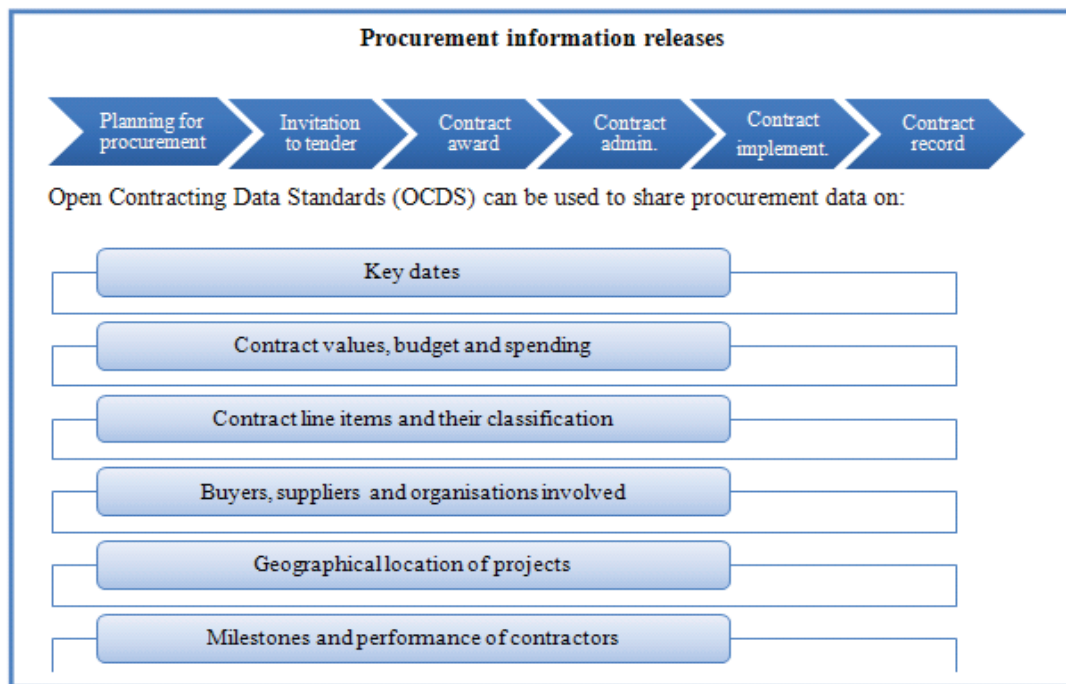 Procurement information releases
Planning for
procurement
Invitation
to tender
Contract
award
Contract
admin.
Contract
implement.
Contract
record
Open Contracting Data Standards (OCDS) can be used to share procurement data on:
Key dates
Contract values, budget and spending
Contract line items and their classification
Buyers, suppliers and organisations involved
Geographical location of projects
Milestones and performance of contractors